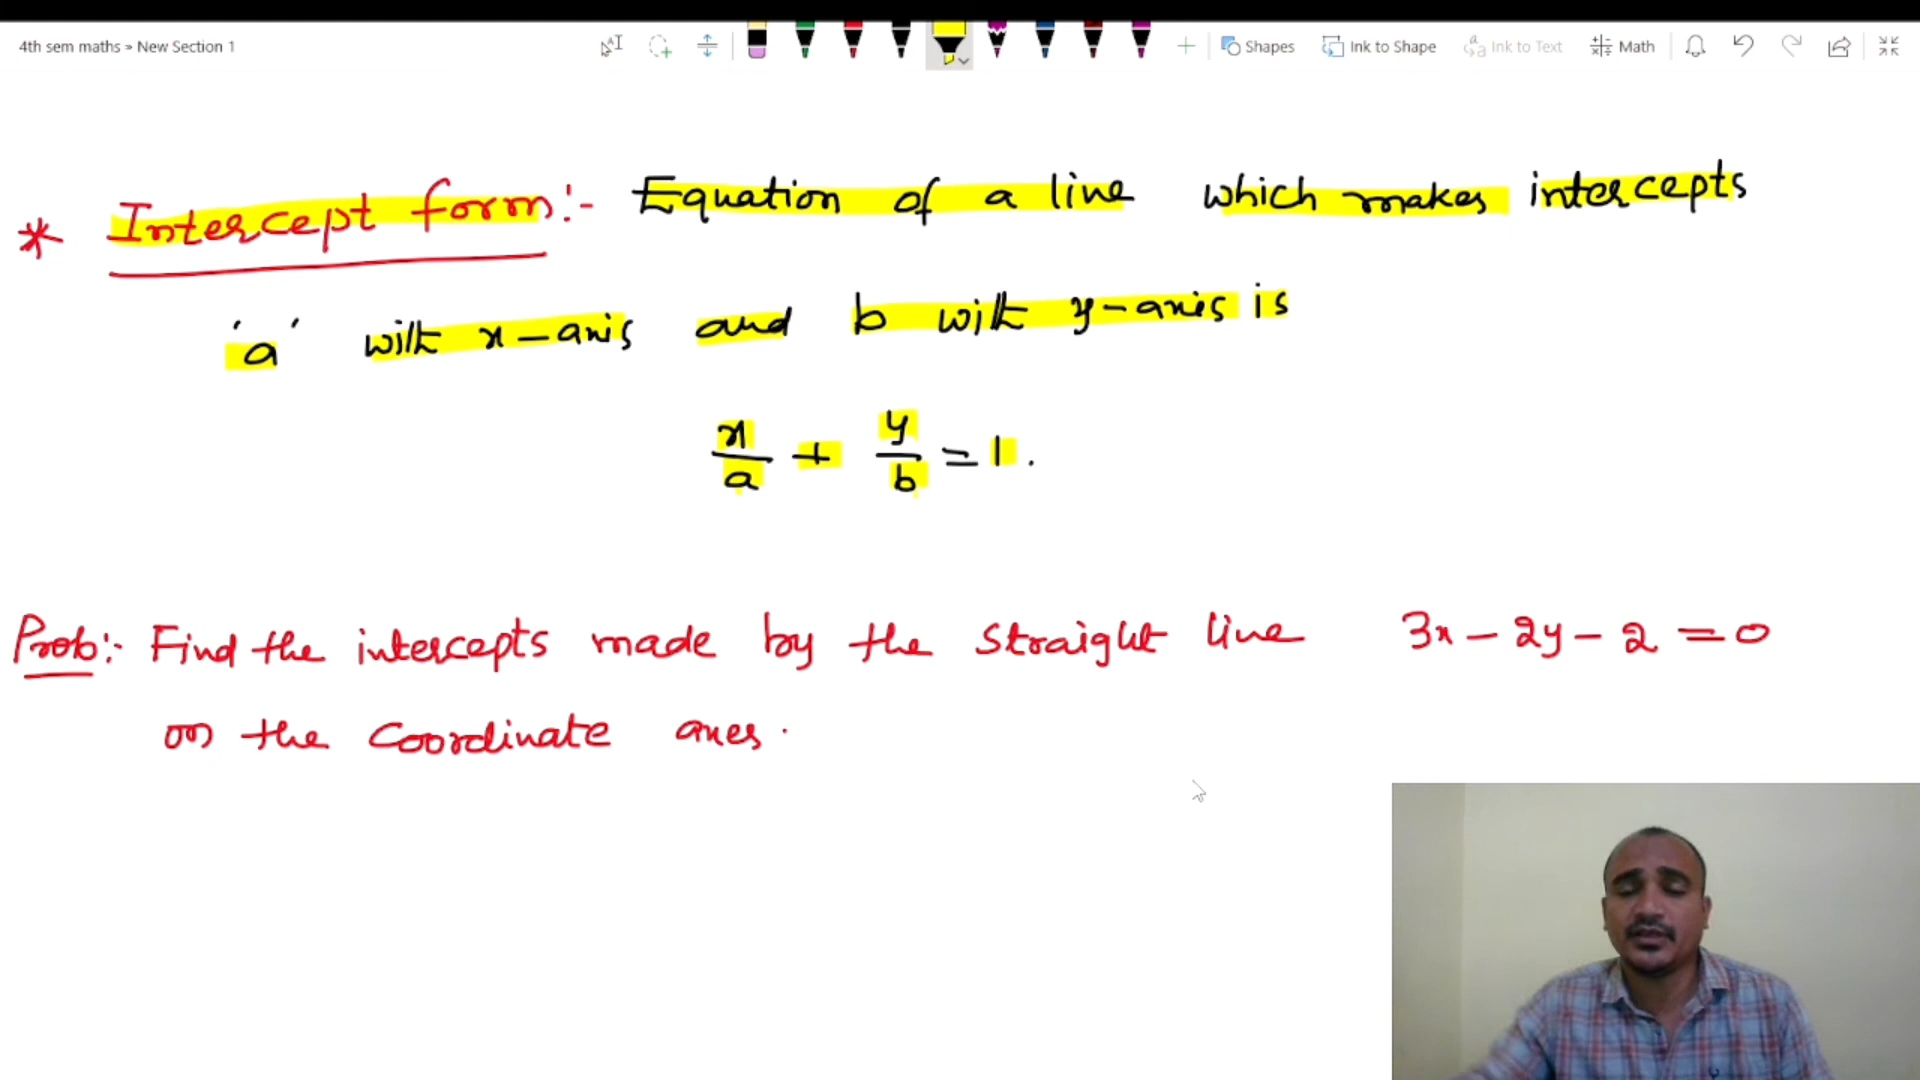 4th sem maths » New Section 1
Shapes Ink to Shape Ink to Text Math
* Intercept form:- Equation of a line which makes intercepts
'a' with x-axis and b with y-axis is
x/a + y/b = 1.
Prob:- Find the intercepts made by the straight line 3x - 2y - 2 = 0
on the coordinate axes.